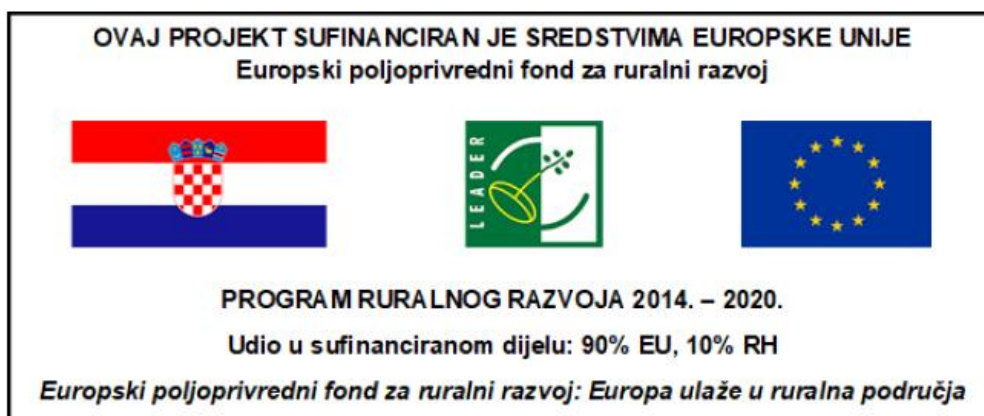 OVAJ PROJEKT SUFINANCIRAN JE SREDSTVIMA EUROPSKE UNIJE
Europski poljoprivredni fond za ruralni razvoj
LEADER
PROGRAM RURALNOG RAZVOJA 2014. – 2020.
Udio u sufinanciranom dijelu: 90% EU, 10% RH
Europski poljoprivredni fond za ruralni razvoj: Europa ulaže u ruralna područja